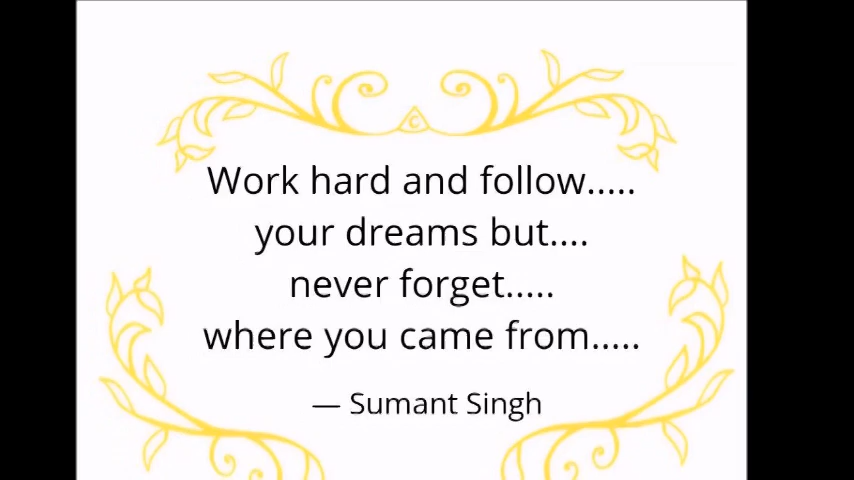 C
Work hard and follow.....
your dreams but....
never forget.....
where you came from.....
— Sumant Singh